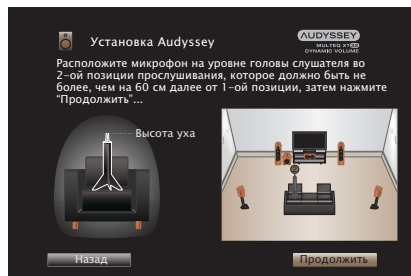 Установка Audyssey
AUDYSSEY
MULTEQ XT32
DYNAMIC VOLUME
Расположите микрофон на уровне головы слушателя во
2-ой позиции прослушивания, которое должно быть не
более, чем на 60 см далее от 1-ой позиции, затем нажмите
"Продолжить"...
Высота уха
Назад
Продолжить